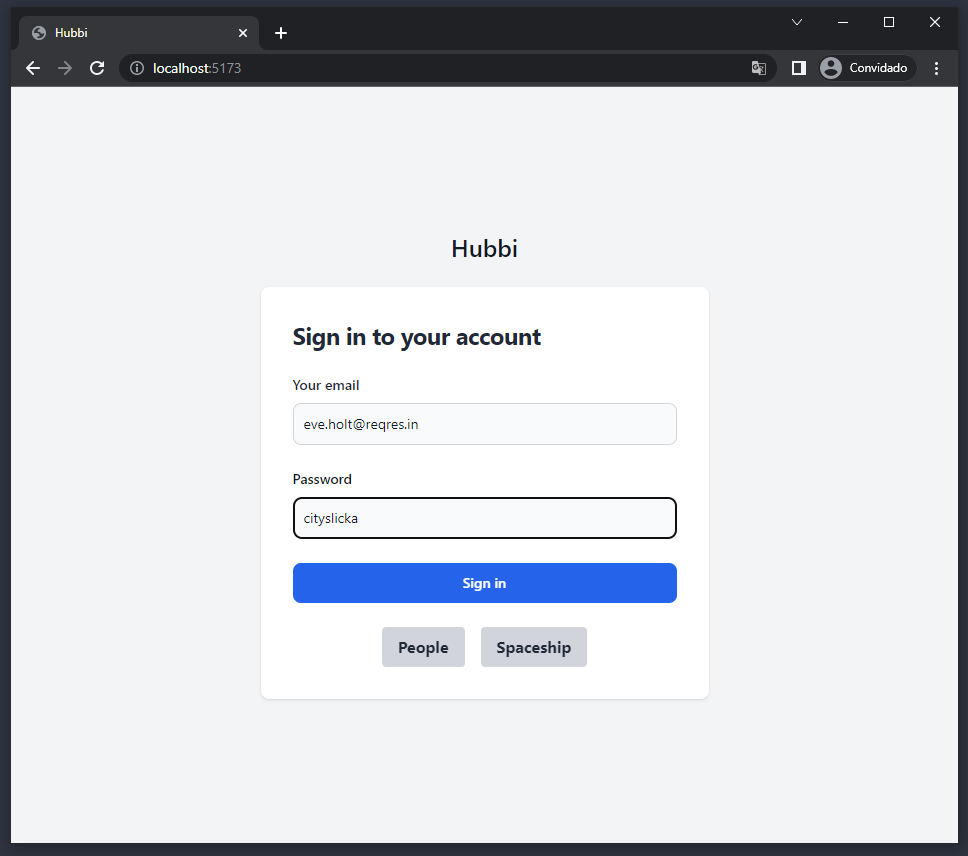 Hubbi
localhost:5173
Convidado
Hubbi
Sign in to your account
Your email
eve.holt@reqres.in
Password
cityslicka
Sign in
People Spaceship